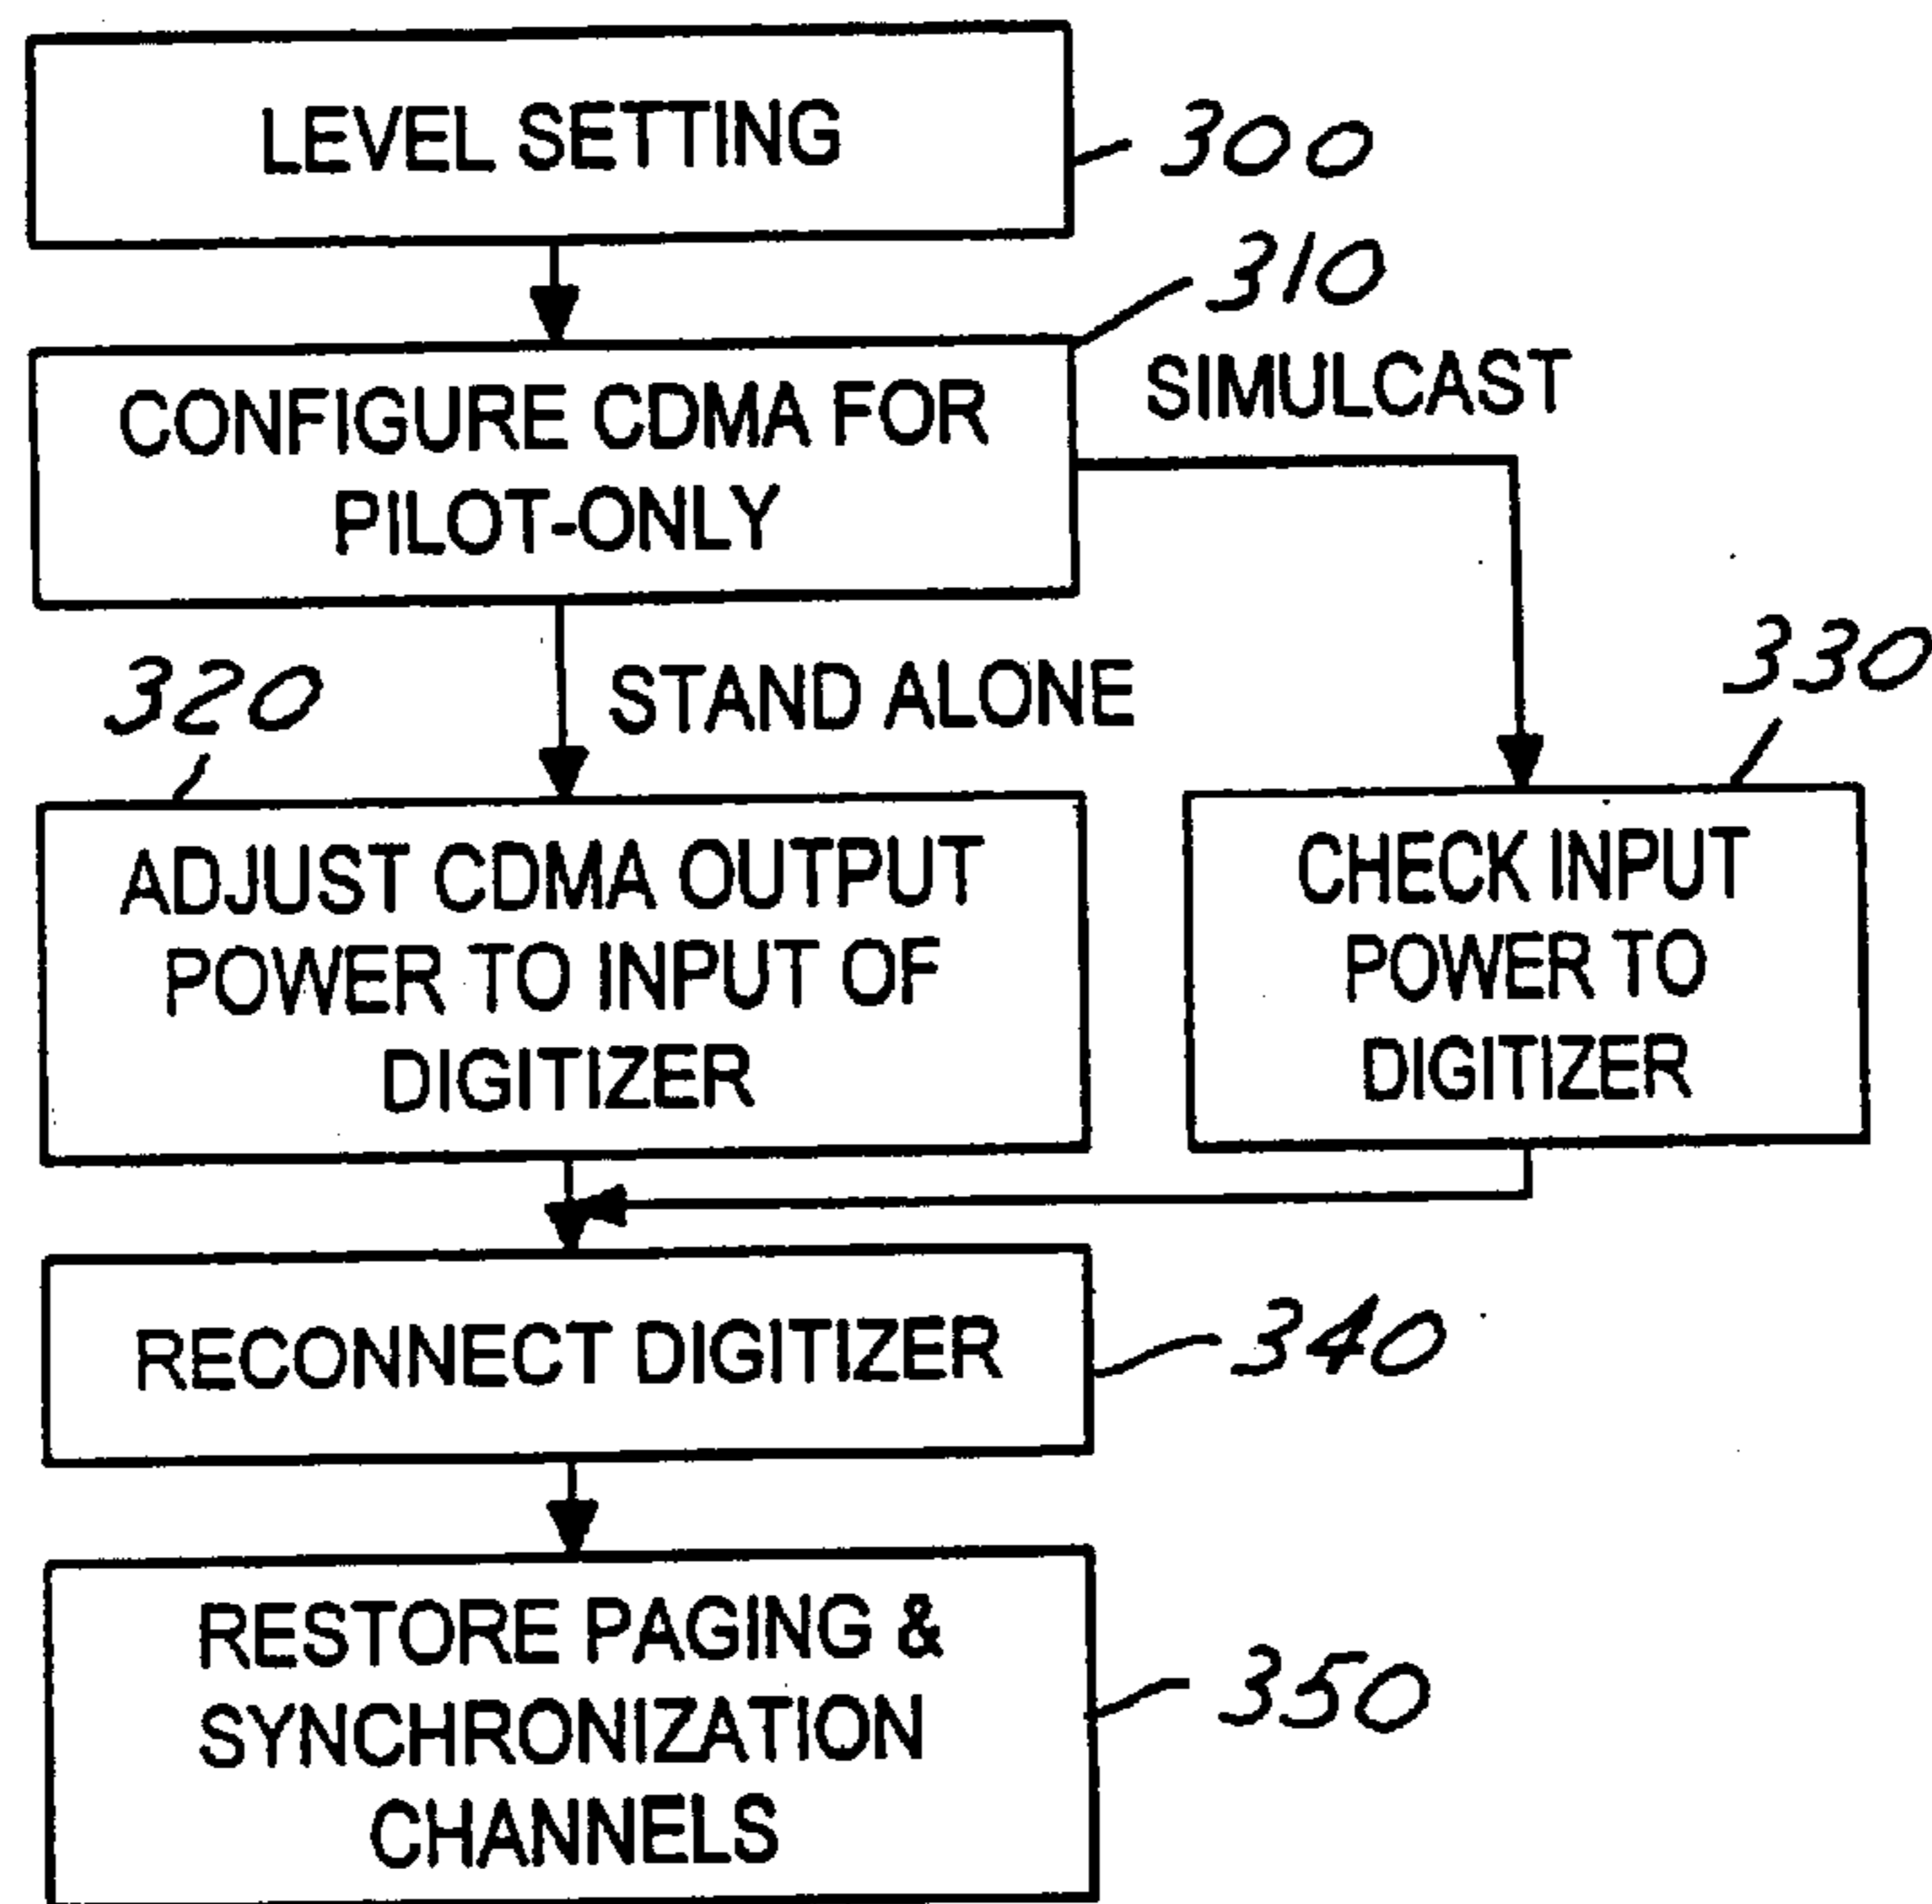 LEVEL SETTING
300
310
CONFIGURE CDMA FOR
PILOT-ONLY
SIMULCAST
320
STAND ALONE
330
ADJUST CDMA OUTPUT
POWER TO INPUT OF
DIGITIZER
CHECK INPUT
POWER TO
DIGITIZER
RECONNECT DIGITIZER
340
RESTORE PAGING &
SYNCHRONIZATION
CHANNELS
350